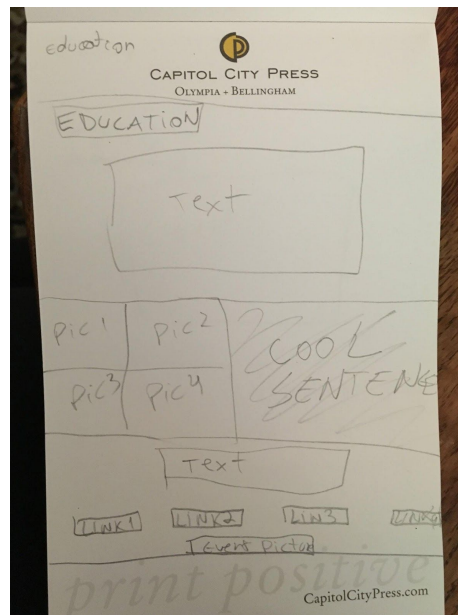 education
CAPITOL CITY PRESS
OLYMPIA + BELLINGHAM
EDUCATION
Text
Pic 1
Pic 2
COOL
SENTENCE
Pic 3
Pic 4
Text
LINK1
LINK2
LIN3
LINK4
Event Picture
print positive
CapitolCityPress.com